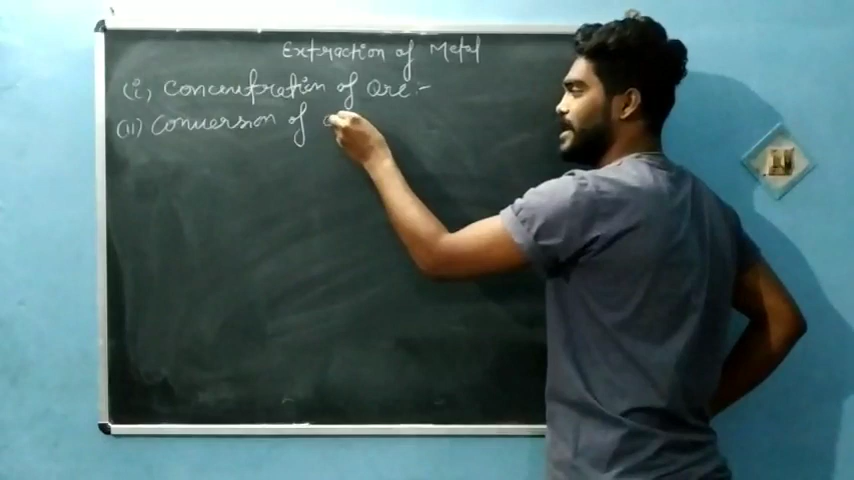 Extraction of Metal
(i) Concentration of Ore :-
(ii) Conversion of